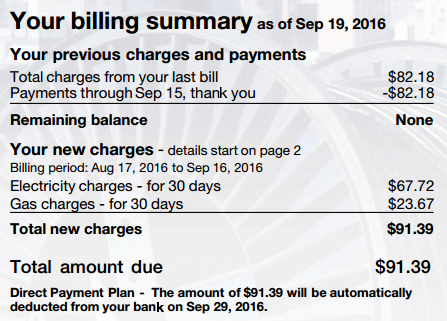 Your billing summary as of Sep 19, 2016
Your previous charges and payments
Total charges from your last bill $82.18
Payments through Sep 15, thank you -$82.18
Remaining balance None
Your new charges - details start on page 2
Billing period: Aug 17, 2016 to Sep 16, 2016
Electricity charges - for 30 days $67.72
Gas charges - for 30 days $23.67
Total new charges $91.39
Total amount due $91.39
Direct Payment Plan - The amount of $91.39 will be automatically
deducted from your bank on Sep 29, 2016.